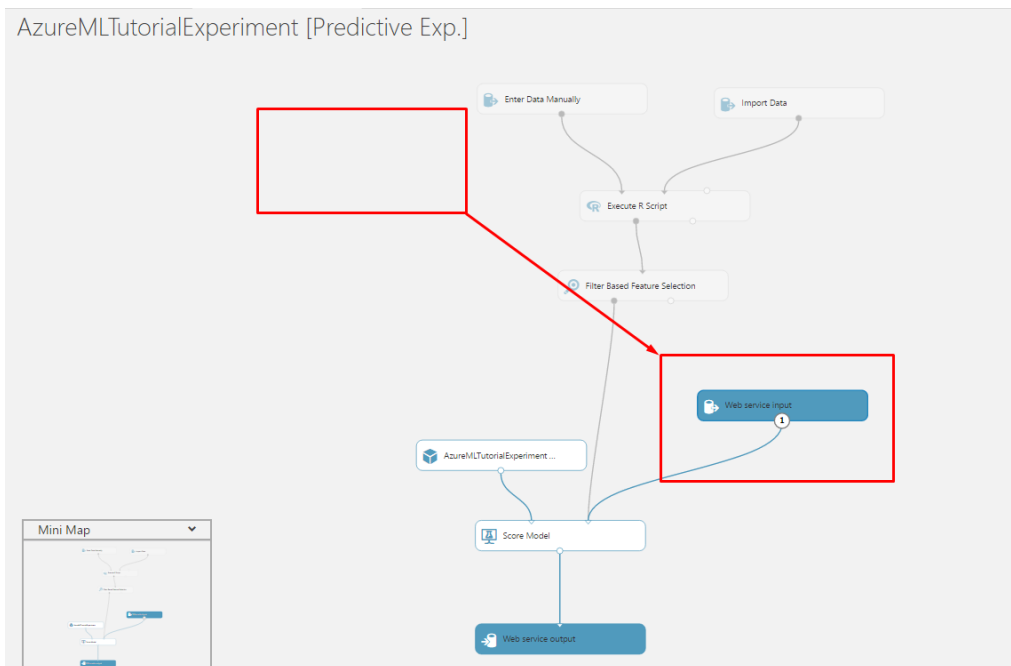 AzureMLTutorialExperiment [Predictive Exp.]
Enter Data Manually
Import Data
Execute R Script
Filter Based Feature Selection
Web service input
1
AzureMLTutorialExperiment ...
Score Model
Mini Map
Web service output